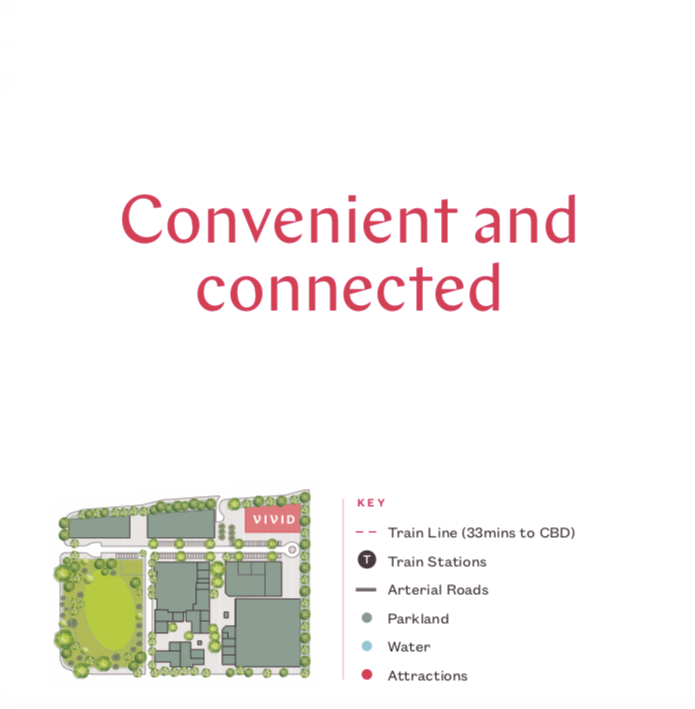 Convenient and
connected
VIVID
KEY
Train Line (33mins to CBD)
T
Train Stations
Arterial Roads
Parkland
Water
Attractions